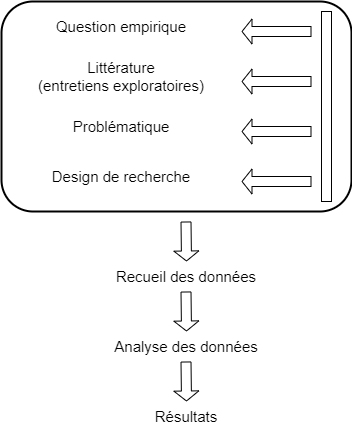 Question empirique
Littérature
(entretiens exploratoires)
Problématique
Design de recherche
Recueil des données
Analyse des données
Résultats